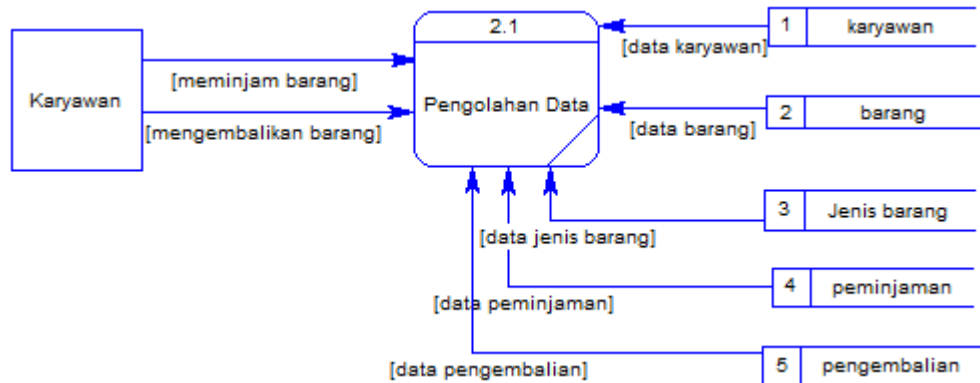 2.1
1
karyawan
[data karyawan]
[meminjam barang]
Karyawan
Pengolahan Data
2
barang
[data barang]
[mengembalikan barang]
3
Jenis barang
[data jenis barang]
4
peminjaman
[data peminjaman]
5
pengembalian
[data pengembalian]